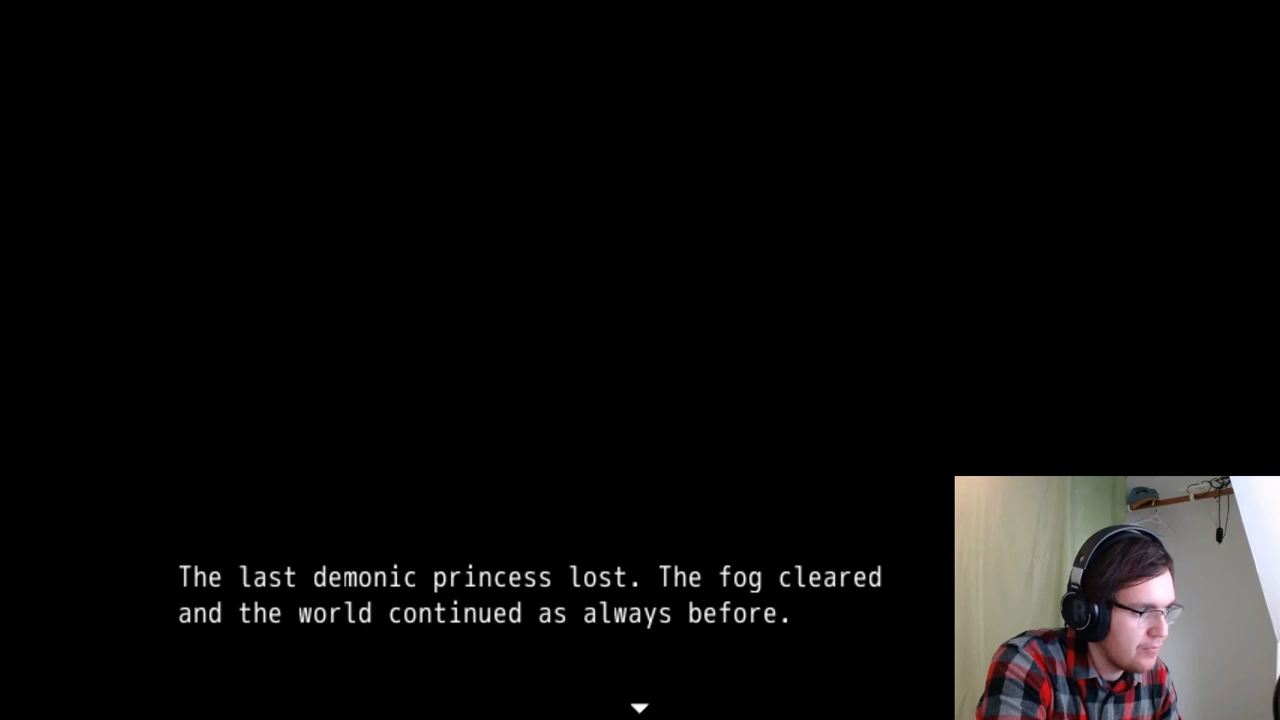 The last demonic princess lost. The fog cleared
and the world continued as always before.